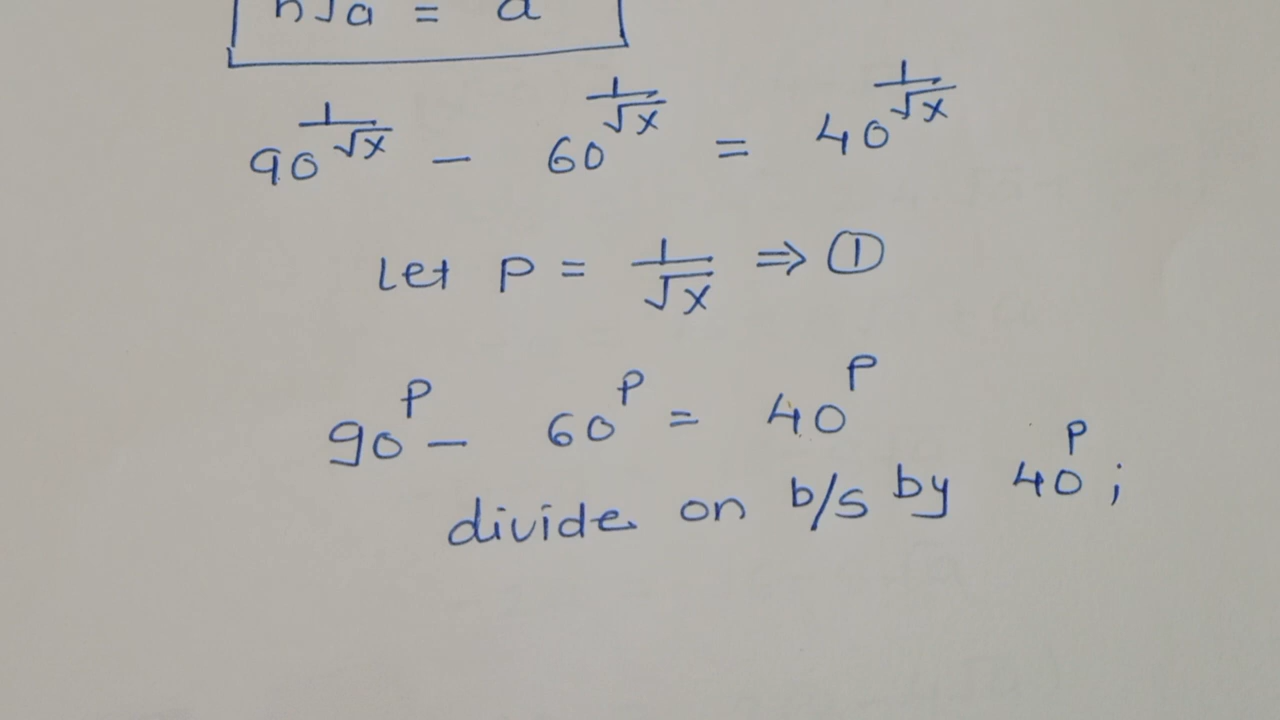 n√a = a
90^(1/√x) - 60^(1/√x) = 40^(1/√x)
Let P = 1/√x ⇒ ①
90^P - 60^P = 40^P
divide on b/s by 40^P ;